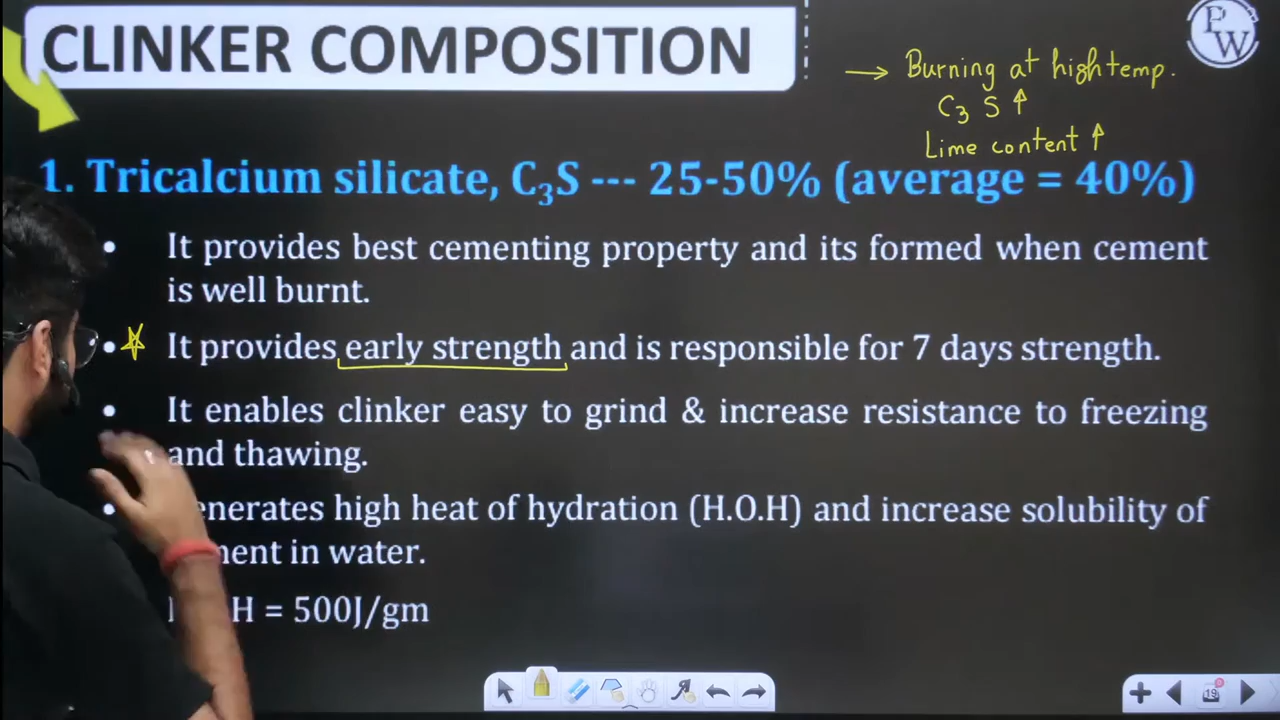 CLINKER COMPOSITION
PW
→ Burning at high temp.
C₃ S ↑
Lime content ↑
1. Tricalcium silicate, C₃S --- 25-50% (average = 40%)
• It provides best cementing property and its formed when cement
is well burnt.
• It provides early strength and is responsible for 7 days strength.
• It enables clinker easy to grind & increase resistance to freezing
and thawing.
• enerates high heat of hydration (H.O.H) and increase solubility of
ment in water.
H = 500J/gm
19